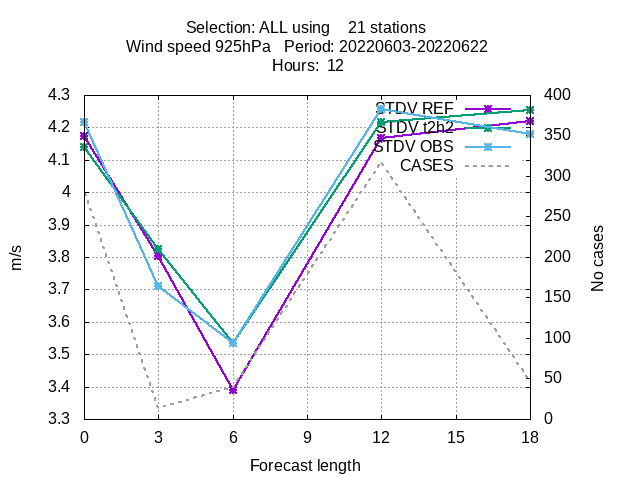 Selection: ALL using 21 stations
Wind speed 925hPa Period: 20220603-20220622
Hours: 12
4.3
4.2
4.1
4
3.9
3.8
3.7
3.6
3.5
3.4
3.3
m/s
STDV REF
STDV t2h2
STDV OBS
CASES
400
350
300
250
200
150
100
50
0
No cases
0 3 6 9 12 15 18
Forecast length